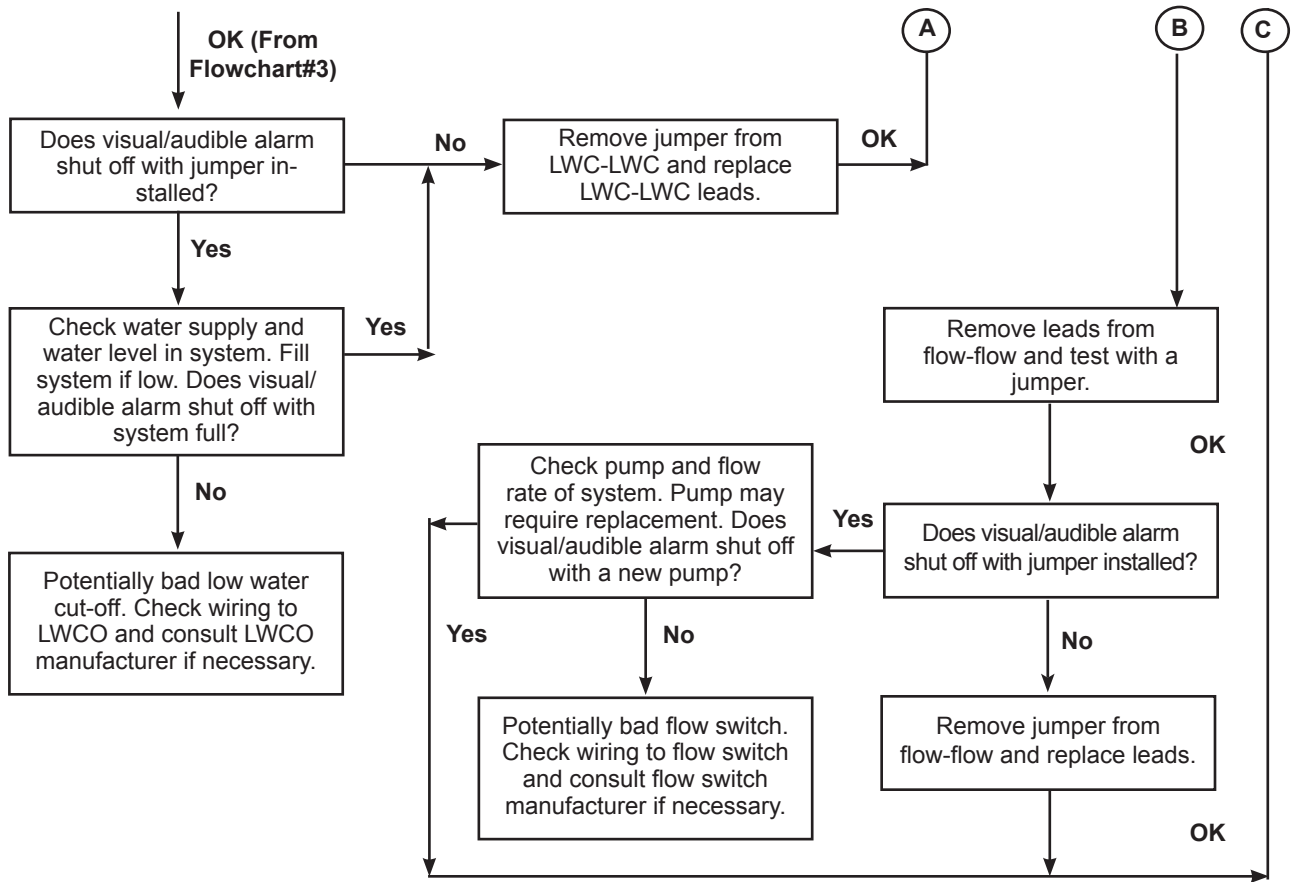 OK (From
Flowchart#3)
A
B
C
Does visual/audible alarm
shut off with jumper in-
stalled?
No
Remove jumper from
LWC-LWC and replace
LWC-LWC leads.
OK
Yes
Check water supply and
water level in system. Fill
system if low. Does visual/
audible alarm shut off with
system full?
Yes
No
Potentially bad low water
cut-off. Check wiring to
LWCO and consult LWCO
manufacturer if necessary.
Remove leads from
flow-flow and test with a
jumper.
OK
Does visual/audible alarm
shut off with jumper installed?
Yes
Check pump and flow
rate of system. Pump may
require replacement. Does
visual/audible alarm shut off
with a new pump?
Yes
No
Potentially bad flow switch.
Check wiring to flow switch
and consult flow switch
manufacturer if necessary.
No
Remove jumper from
flow-flow and replace leads.
OK